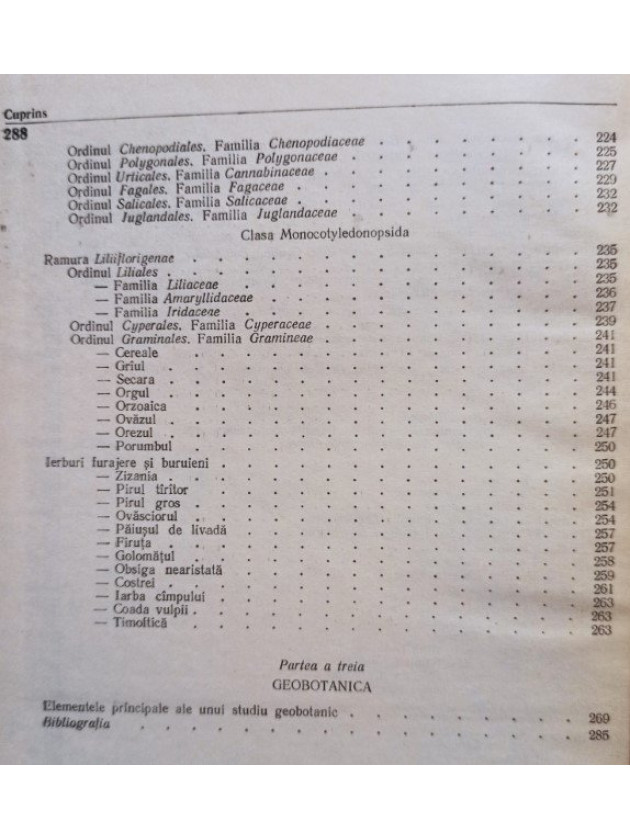 Cuprins
288
Ordinul Chenopodiales. Familia Chenopodiaceae . . . . . . . . 224
Ordinul Polygonales. Familia Polygonaceae . . . . . . . . . 225
Ordinul Urticales. Familia Cannabinaceae . . . . . . . . . . 227
Ordinul Fagales. Familia Fagaceae . . . . . . . . . . . 229
Ordinul Salicales. Familia Salicaceae . . . . . . . . . . . 232
Ordinul Juglandales. Familia Juglandaceae . . . . . . . . . 232
Clasa Monocotyledonopsida
Ramura Liliiflorigenae . . . . . . . . . . . . . . . 235
Ordinul Liliales . . . . . . . . . . . . . . . 235
— Familia Liliaceae . . . . . . . . . . . . . 235
— Familia Amaryllidaceae . . . . . . . . . . . . 236
— Familia Iridaceae . . . . . . . . . . . . . 237
Ordinul Cyperales. Familia Cyperaceae . . . . . . . . . . 239
Ordinul Graminales. Familia Gramineae . . . . . . . . . . 241
— Cereale . . . . . . . . . . . . . . . 241
— Grîul . . . . . . . . . . . . . . . . 241
— Secara . . . . . . . . . . . . . . . . 241
— Orgul . . . . . . . . . . . . . . . . 244
— Orzoaica . . . . . . . . . . . . . . . 246
— Ovăzul . . . . . . . . . . . . . . . . 247
— Orezul . . . . . . . . . . . . . . . . 247
— Porumbul . . . . . . . . . . . . . . . 250
Ierburi furajere și buruieni . . . . . . . . . . . . . . 250
— Zizania . . . . . . . . . . . . . . . . 250
— Pirul tîrîtor . . . . . . . . . . . . . . . 251
— Pirul gros . . . . . . . . . . . . . . . 254
— Ovăsciorul . . . . . . . . . . . . . . . 254
— Păiușul de livadă . . . . . . . . . . . . . 257
— Firuța . . . . . . . . . . . . . . . . 257
— Golomățul . . . . . . . . . . . . . . . 258
— Obsiga nearistată . . . . . . . . . . . . . 259
— Costrei . . . . . . . . . . . . . . . . 261
— Iarba cîmpului . . . . . . . . . . . . . . 263
— Coada vulpii . . . . . . . . . . . . . . . 263
— Timoftică . . . . . . . . . . . . . . . 263
Partea a treia
GEOBOTANICA
Elementele principale ale unui studiu geobotanic . . . . . . . . . 269
Bibliografia . . . . . . . . . . . . . . . . . 285